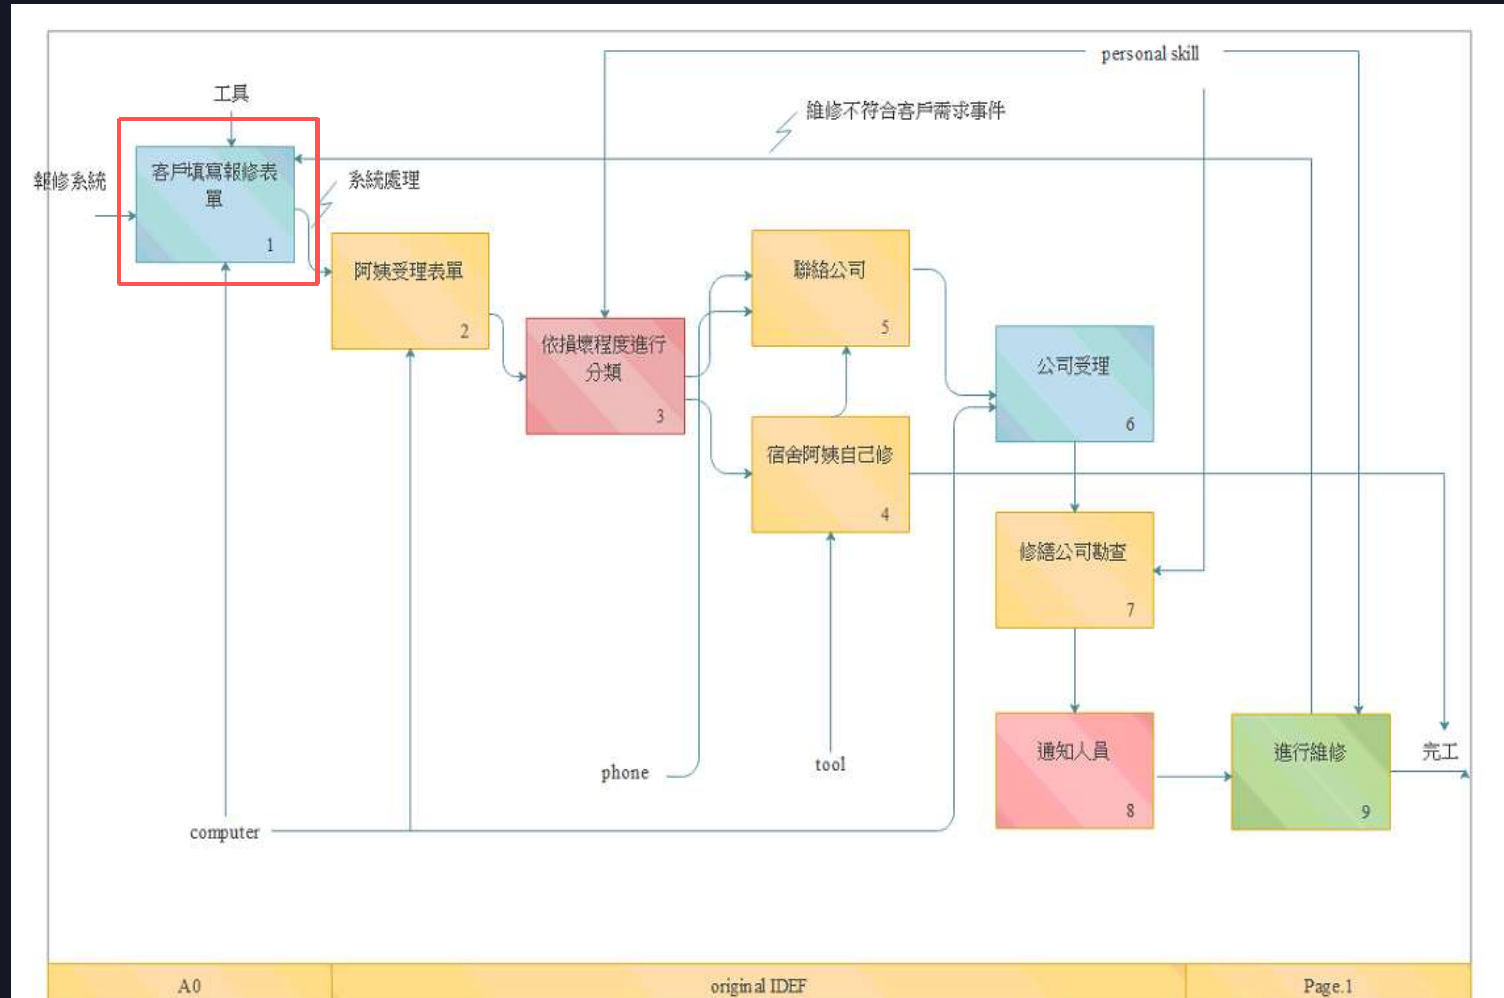 personal skill
工具
維修不符合客戶需求事件
客戶填寫報修表
單
1
報修系統
系統處理
阿姨受理表單
2
聯絡公司
5
依損壞程度進行
分類
3
公司受理
6
宿舍阿姨自己修
4
修繕公司勘查
7
通知人員
8
進行維修
9
完工
phone
tool
computer
A0
original IDEF
Page.1